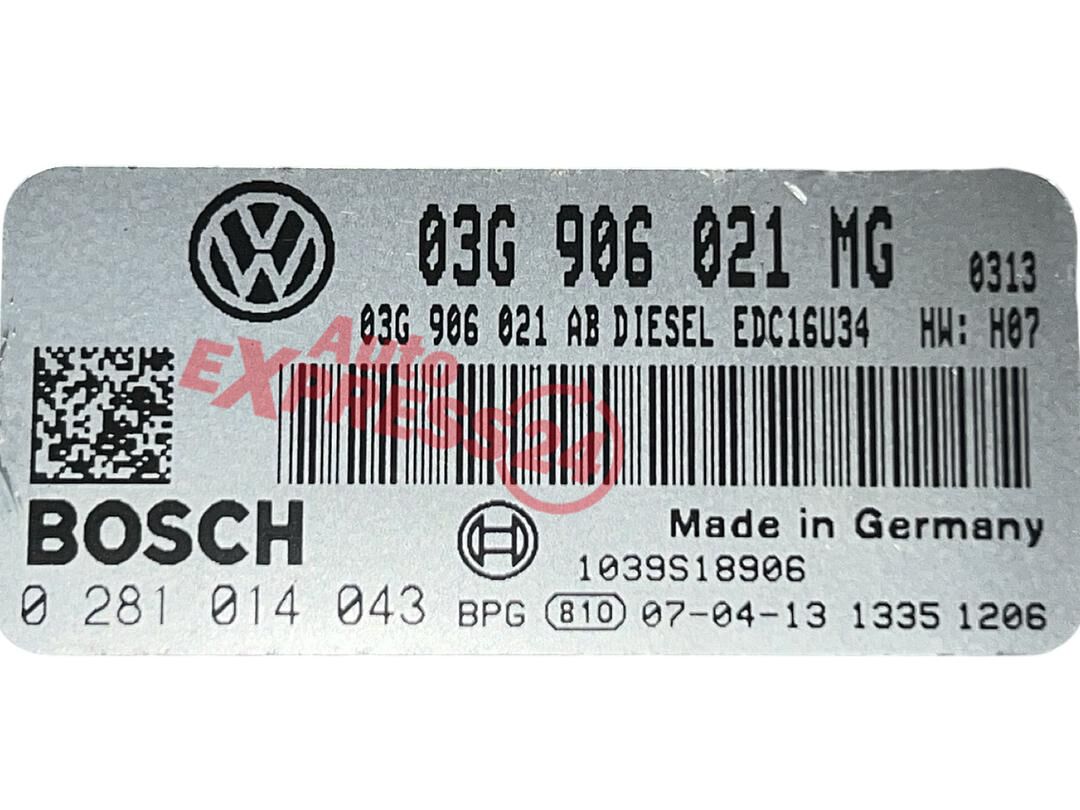 03G 906 021 MG 0313
03G 906 021 AB DIESEL EDC16U34 HW: H07
Auto
EXPRESS24
BOSCH
Made in Germany
1039S18906
0 281 014 043 BPG 810 07-04-13 1335 1206